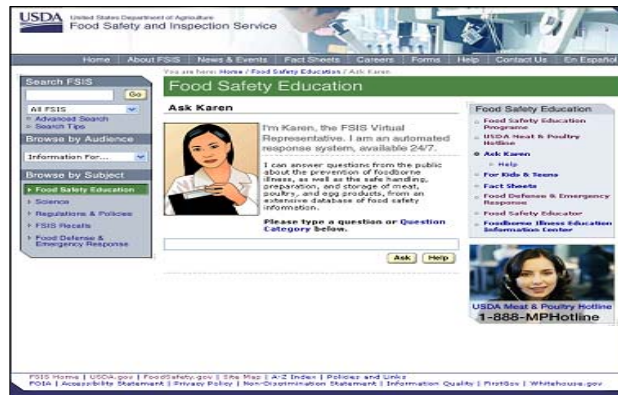 USDA
United States Department of Agriculture
Food Safety and Inspection Service
Home | About FSIS | News & Events | Fact Sheets | Careers | Forms | Help | Contact Us | En Español
You are here: Home / Food Safety Education / Ask Karen
Search FSIS
Go
All FSIS
Advanced Search
Search Tips
Browse by Audience
Information For...
Browse by Subject
Food Safety Education
Science
Regulations & Policies
FSIS Recalls
Food Defense &
Emergency Response
Food Safety Education
Ask Karen
I'm Karen, the FSIS Virtual
Representative. I am an automated
response system, available 24/7.
I can answer questions from the public
about the prevention of foodborne
illness, as well as the safe handling,
preparation, and storage of meat,
poultry, and egg products, from an
extensive database of food safety
information.
Please type a question or Question
Category below.
Ask Help
Food Safety Education
Food Safety Education
Programs
USDA Meat & Poultry
Hotline
Ask Karen
Help
For Kids & Teens
Fact Sheets
Food Defense & Emergency
Response
Food Safety Educator
Foodborne Illness Education
Information Center
USDA Meat & Poultry Hotline
1-888-MPHotline
FSIS Home | USDA.gov | FoodSafety.gov | Site Map | A-Z Index | Policies and Links
FOIA | Accessibility Statement | Privacy Policy | Non-Discrimination Statement | Information Quality | FirstGov | Whitehouse.gov